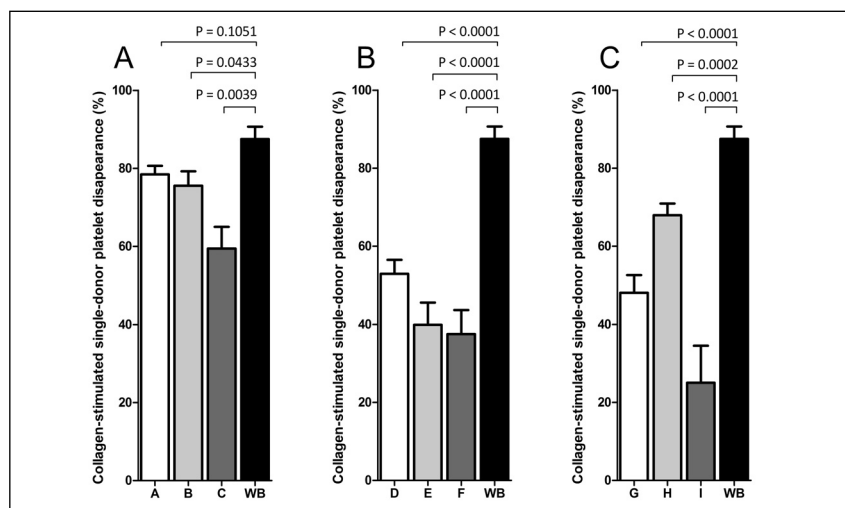 A
P = 0.1051
P = 0.0433
P = 0.0039
Collagen-stimulated single-donor platelet disapearance (%)
100
80
60
40
20
0
A B C WB
B
P < 0.0001
P < 0.0001
P < 0.0001
Collagen-stimulated single-donor platelet disapearance (%)
100
80
60
40
20
0
D E F WB
C
P < 0.0001
P = 0.0002
P < 0.0001
Collagen-stimulated single-donor platelet disapearance (%)
100
80
60
40
20
0
G H I WB